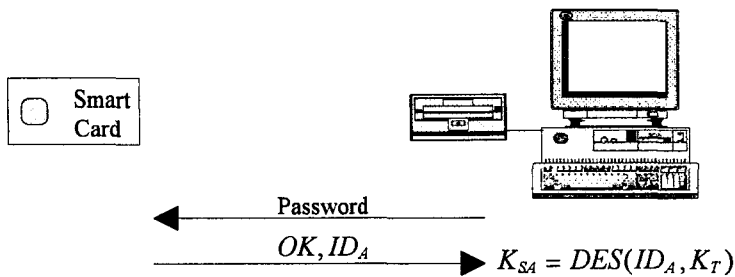 Smart
Card
Password
OK, ID_A
K_SA = DES(ID_A, K_T)